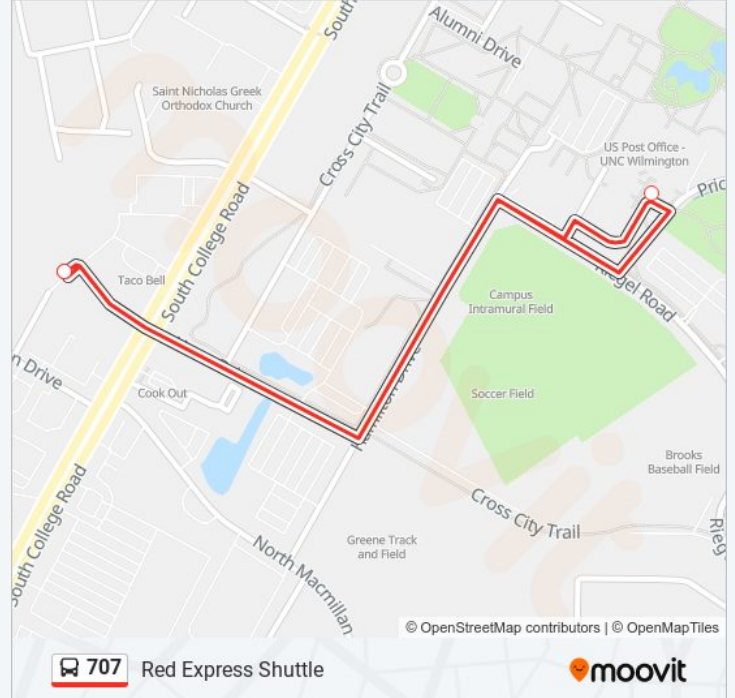 South
Alumni Drive
Saint Nicholas Greek
Orthodox Church
Cross City Trail
US Post Office -
UNC Wilmington
Pric
South College Road
Taco Bell
Riegel Road
Campus
Intramural Field
n Drive
Cook Out
Soccer Field
Brooks
Baseball Field
South College Road
Cross City Trail
Rieg
Greene Track
and Field
North Macmillan
© OpenStreetMap contributors | © OpenMapTiles
707 Red Express Shuttle
moovit